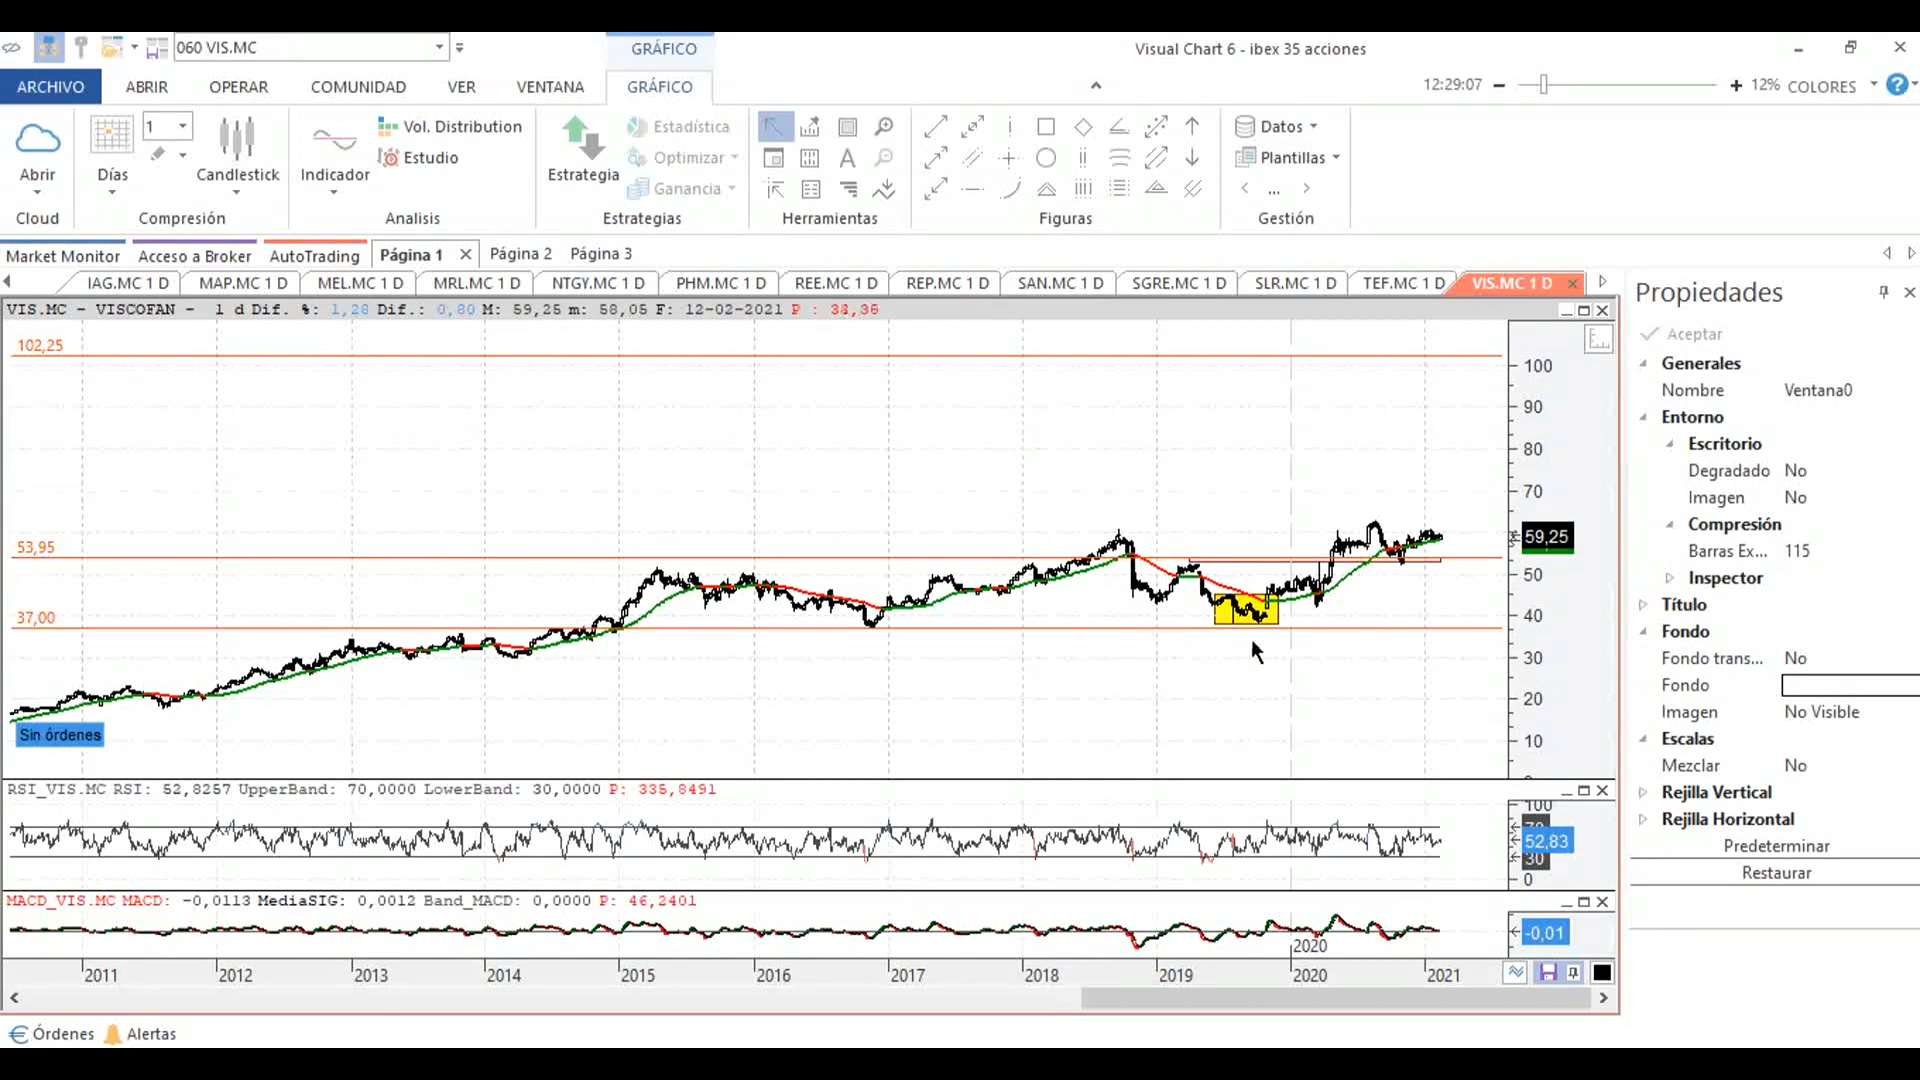 060 VIS.MC
GRÁFICO
Visual Chart 6 - ibex 35 acciones
ARCHIVO ABRIR OPERAR COMUNIDAD VER VENTANA GRÁFICO
12:29:07 12% COLORES
1
Vol. Distribution
Estudio
Estadística
Optimizar
Ganancia
Datos
Plantillas
...
Abrir Días Candlestick Indicador Estrategia
Cloud Compresión Analisis Estrategias Herramientas Figuras Gestión
Market Monitor Acceso a Broker AutoTrading Página 1 Página 2 Página 3
IAG.MC 1 D MAP.MC 1 D MEL.MC 1 D MRL.MC 1 D NTGY.MC 1 D PHM.MC 1 D REE.MC 1 D REP.MC 1 D SAN.MC 1 D SGRE.MC 1 D SLR.MC 1 D TEF.MC 1 D VIS.MC 1 D
VIS.MC - VISCOFAN - 1 d Dif. %: 1,28 Dif.: 0,80 M: 59,25 m: 58,05 F: 12-02-2021 P : 38,36
102,25
53,95
37,00
Sin órdenes
100
90
80
70
59,25
50
40
30
20
10
RSI_VIS.MC RSI: 52,8257 UpperBand: 70,0000 LowerBand: 30,0000 P: 335,8491
100
70
52,83
30
0
MACD_VIS.MC MACD: -0,0113 MediaSIG: 0,0012 Band_MACD: 0,0000 P: 46,2401
-0,01
2020
2011 2012 2013 2014 2015 2016 2017 2018 2019 2020 2021
Órdenes Alertas
Propiedades
Aceptar
Generales
Nombre Ventana0
Entorno
Escritorio
Degradado No
Imagen No
Compresión
Barras Ex... 115
Inspector
Título
Fondo
Fondo trans... No
Fondo
Imagen No Visible
Escalas
Mezclar No
Rejilla Vertical
Rejilla Horizontal
Predeterminar
Restaurar